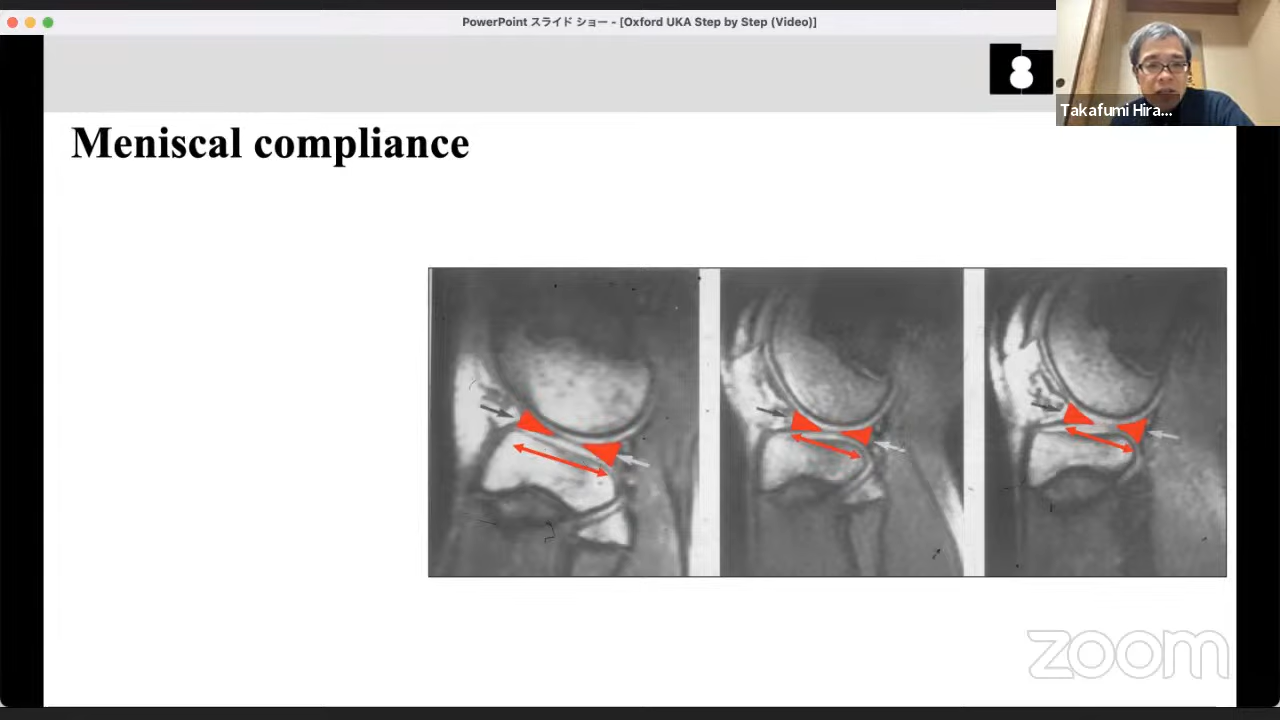 PowerPoint スライド ショー - [Oxford UKA Step by Step (Video)]
Takafumi Hira...
Meniscal compliance
zoom